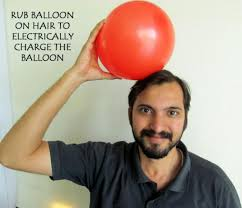 RUB BALLOON
ON HAIR TO
ELECTRICALLY
CHARGE THE
BALLOON